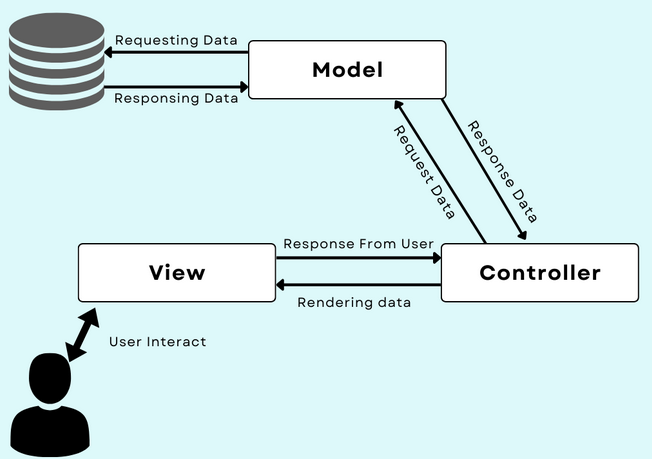 Requesting Data
Model
Responsing Data
Request Data
Response Data
Response From User
View
Controller
Rendering data
User Interact